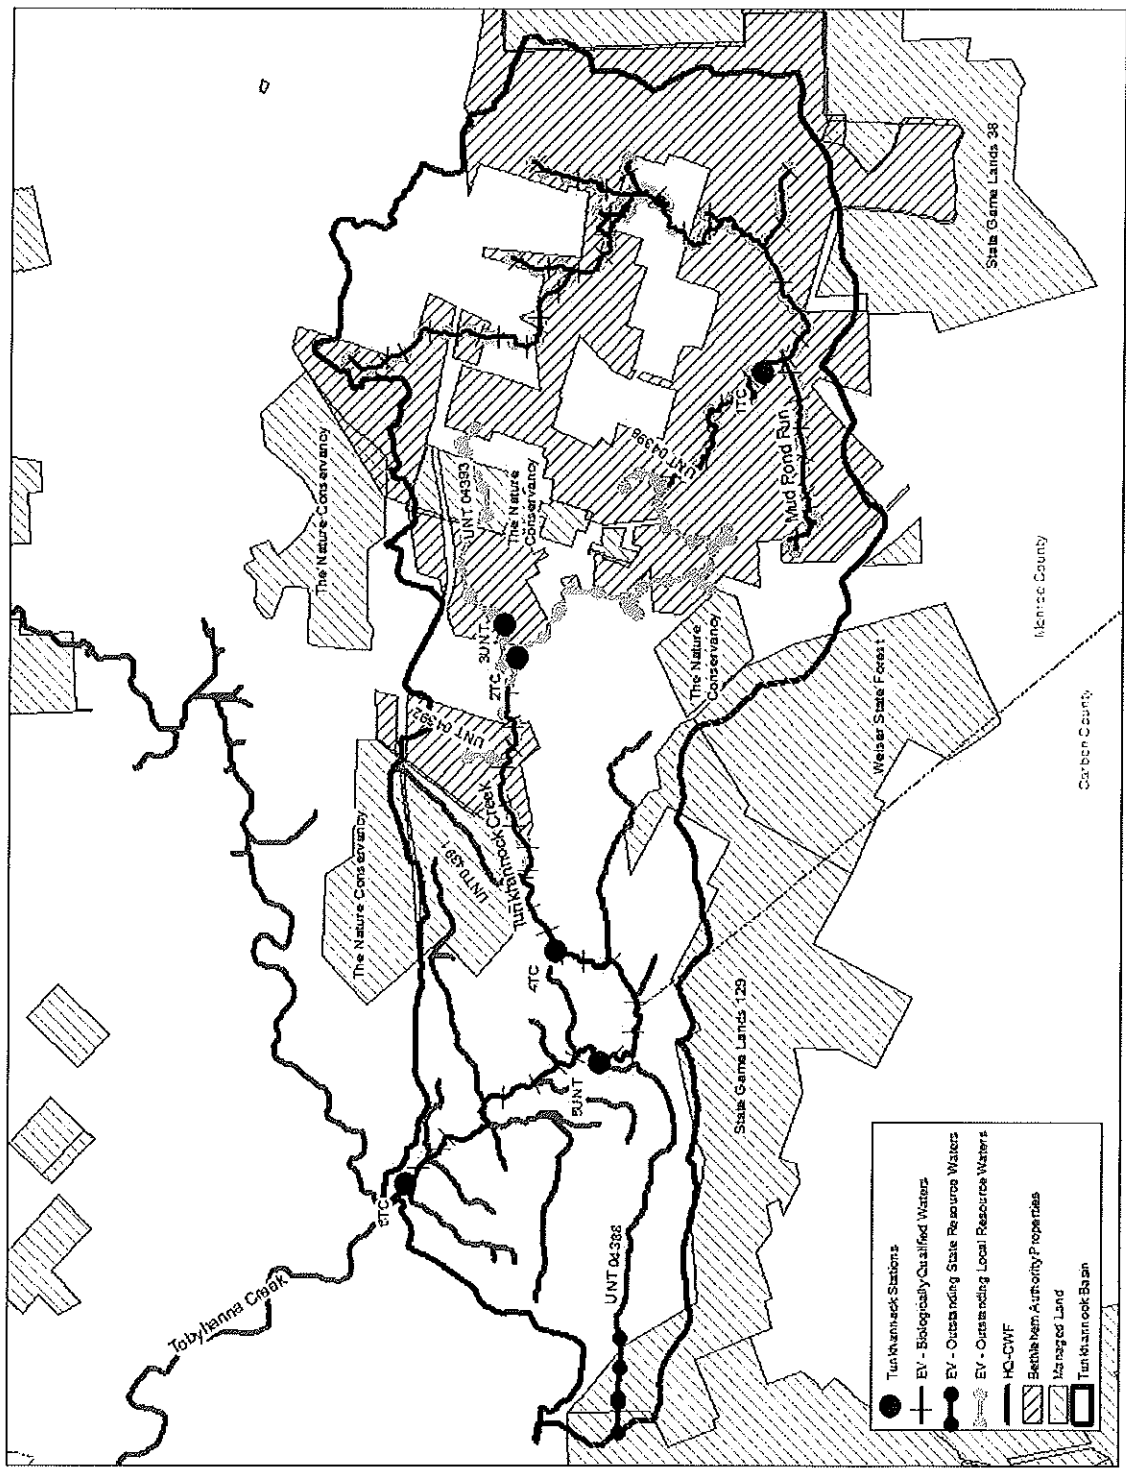 State Game Lands 38
The Nature Conservancy
UNT 04393
The Nature
Conservancy
UNT 04396
1TC
Mud Pond Run
3UNT
2TC
UNT 04392
The Nature
Conservancy
Monroe County
Weiser State Forest
Carbon County
The Nature Conservancy
UNT04391
Tunkhannock Creek
4TC
State Game Lands 129
5UNT
6TC
Tobyhanna Creek
UNT 04388
Tunkhannock Stations
EV - Biologically Qualified Waters
EV - Outstanding State Resource Waters
EV - Outstanding Local Resource Waters
HQ-CWF
Bethlehem Authority Properties
Managed Land
Tunkhannock Basin